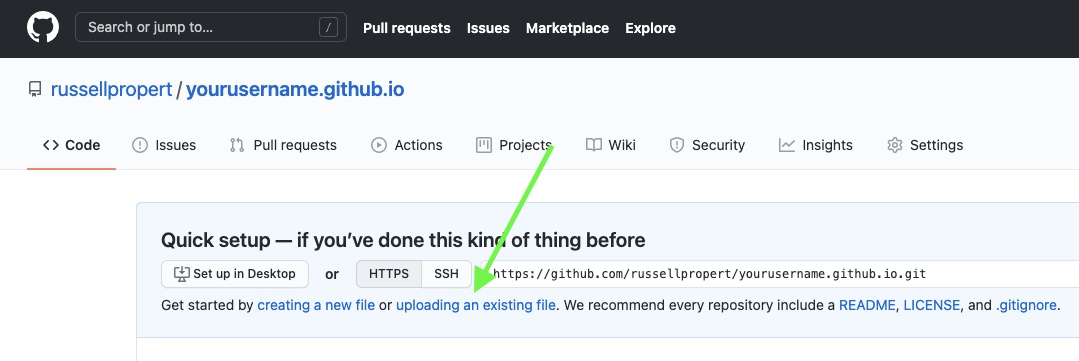 Search or jump to... / Pull requests Issues Marketplace Explore
russellpropert / yourusername.github.io
<> Code Issues Pull requests Actions Projects Wiki Security Insights Settings
Quick setup — if you’ve done this kind of thing before
Set up in Desktop or HTTPS SSH https://github.com/russellpropert/yourusername.github.io.git
Get started by creating a new file or uploading an existing file. We recommend every repository include a README, LICENSE, and .gitignore.